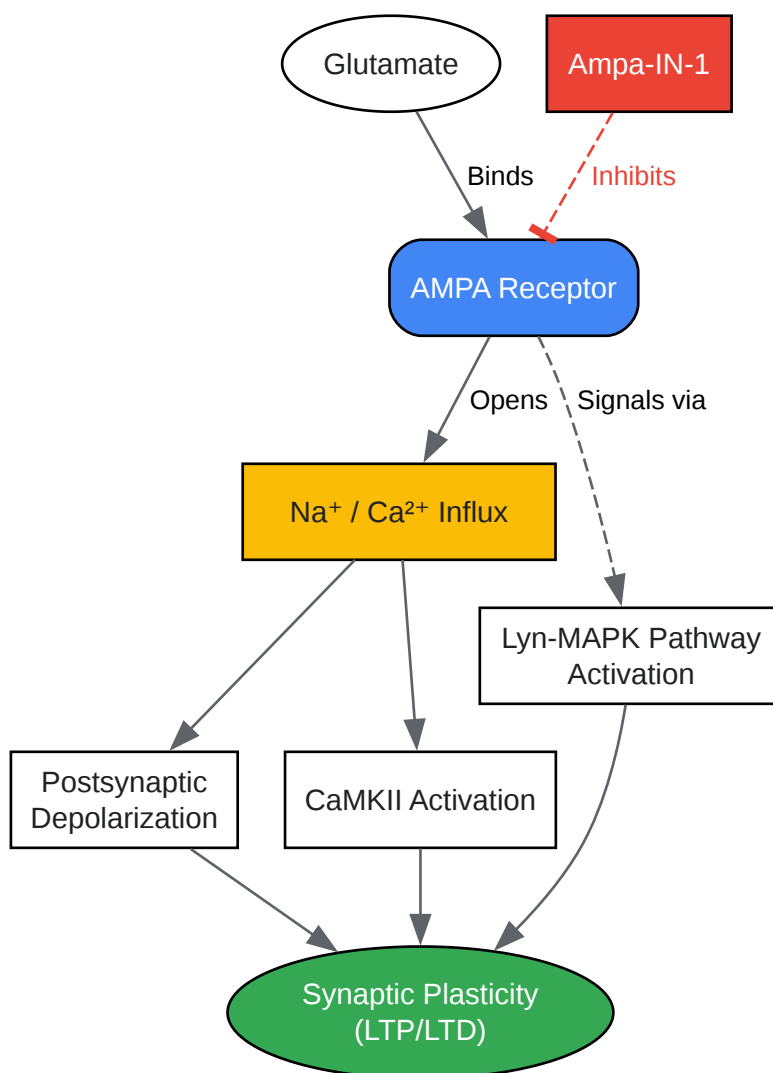 Glutamate
Ampa-IN-1
Binds
Inhibits
AMPA Receptor
Opens
Signals via
Na⁺ / Ca²⁺ Influx
Lyn-MAPK Pathway
Activation
Postsynaptic
Depolarization
CaMKII Activation
Synaptic Plasticity
(LTP/LTD)